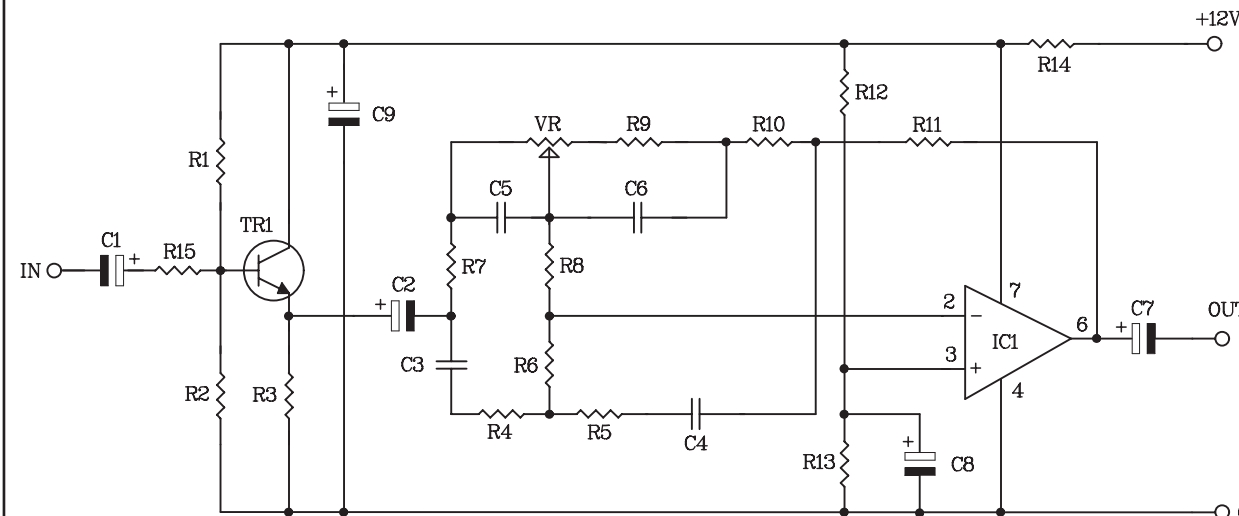 +12V
R14
R12
C9
VR
R9
R10
R11
R1
C5
C6
TR1
C1
+
R15
IN
R7
R8
C2
+
2
7
-
IC1
6
C7
+
3
+
4
C3
R6
R2
R3
R4
R5
C4
R13
+
C8
+